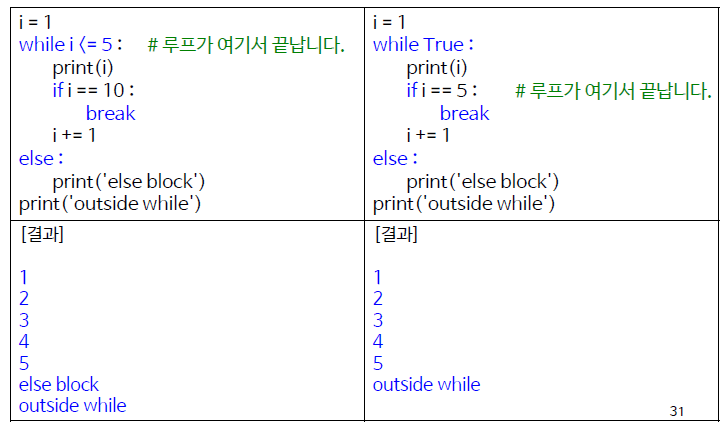 i = 1
while i <= 5 :    # 루프가 여기서 끝납니다.
    print(i)
    if i == 10 :
        break
    i += 1
else :
    print('else block')
print('outside while')
i = 1
while True :
    print(i)
    if i == 5 :    # 루프가 여기서 끝납니다.
        break
    i += 1
else :
    print('else block')
print('outside while')
[결과]
1
2
3
4
5
else block
outside while
[결과]
1
2
3
4
5
outside while
31